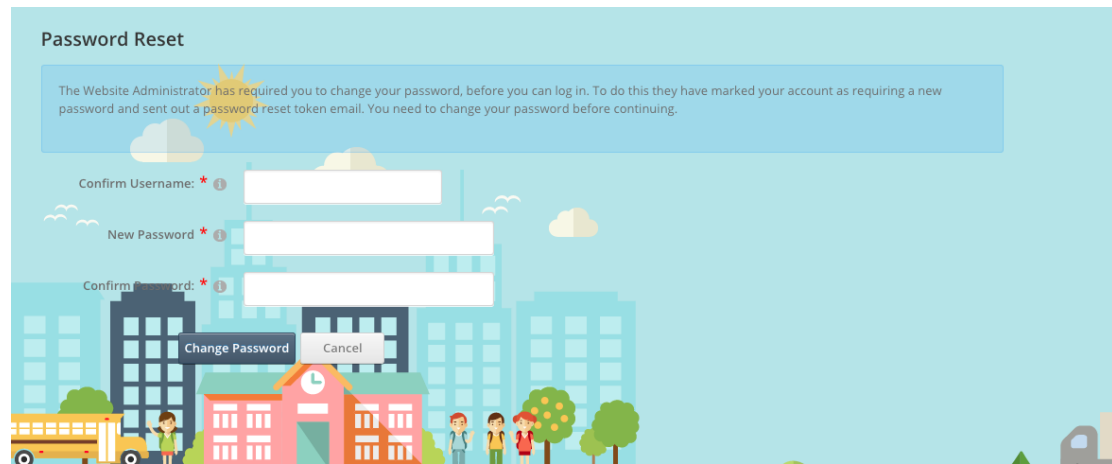 Password Reset
The Website Administrator has required you to change your password, before you can log in. To do this they have marked your account as requiring a new
password and sent out a password reset token email. You need to change your password before continuing.
Confirm Username: *
New Password *
Confirm Password: *
Change Password Cancel